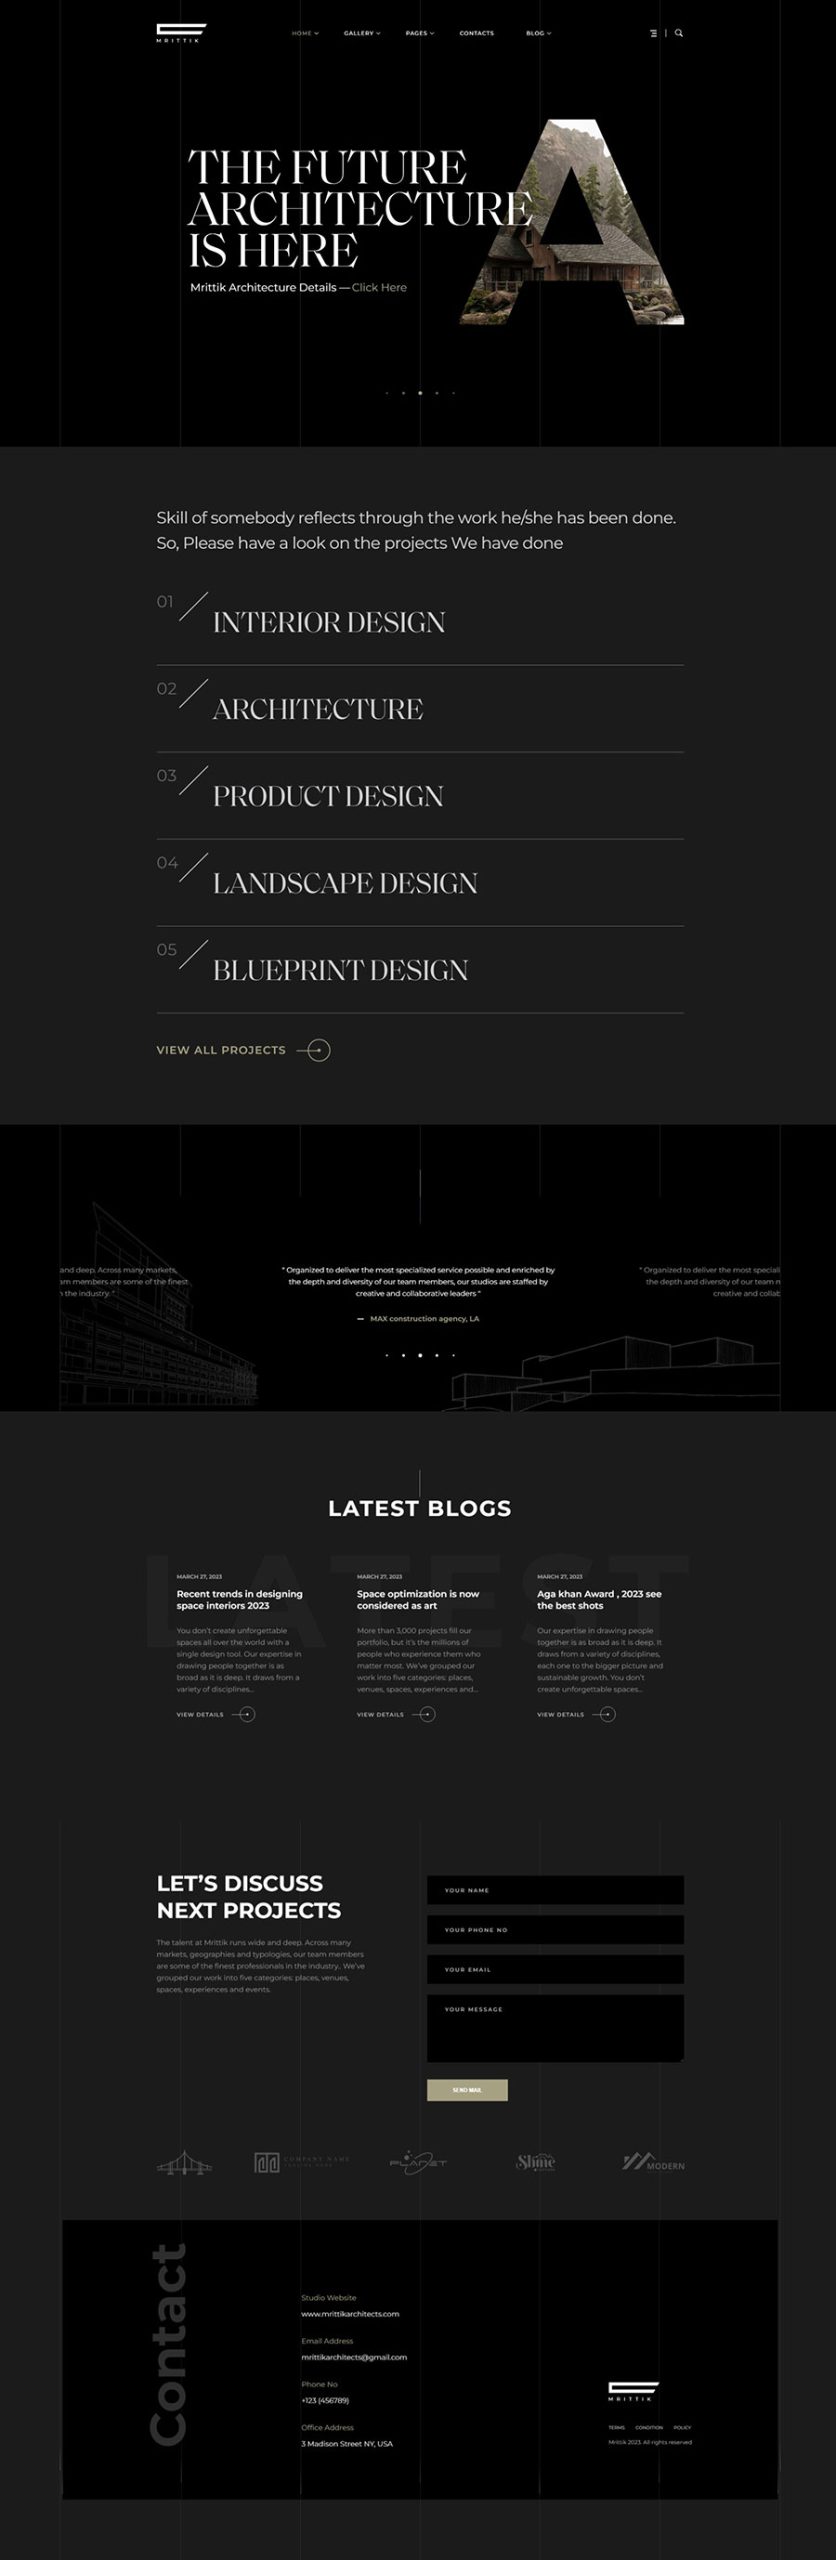 MRITTIK
HOME GALLERY PAGES CONTACTS BLOG
THE FUTURE
ARCHITECTURE
IS HERE
Mrittik Architecture Details — Click Here
Skill of somebody reflects through the work he/she has been done.
So, Please have a look on the projects We have done
01 INTERIOR DESIGN
02 ARCHITECTURE
03 PRODUCT DESIGN
04 LANDSCAPE DESIGN
05 BLUEPRINT DESIGN
VIEW ALL PROJECTS
and deep. Across many markets,
am members are some of the finest
the industry. "
" Organized to deliver the most specialized service possible and enriched by
the depth and diversity of our team members, our studios are staffed by
creative and collaborative leaders "
— MAX construction agency, LA
" Organized to deliver the most speciali
the depth and diversity of our team
creative and collab
LATEST BLOGS
LATEST
MARCH 27, 2023
Recent trends in designing
space interiors 2023
You don't create unforgettable
spaces all over the world with a
single design tool. Our expertise in
drawing people together is as
broad as it is deep. It draws from a
variety of disciplines...
VIEW DETAILS
MARCH 27, 2023
Space optimization is now
considered as art
More than 3,000 projects fill our
portfolio, but it's the millions of
people who experience them who
matter most. We've grouped our
work into five categories: places,
venues, spaces, experiences and...
VIEW DETAILS
MARCH 27, 2023
Aga khan Award , 2023 see
the best shots
Our expertise in drawing people
together is as broad as it is deep. It
draws from a variety of disciplines,
each one to the bigger picture and
sustainable growth. You don't
create unforgettable spaces...
VIEW DETAILS
LET'S DISCUSS
NEXT PROJECTS
The talent at Mrittik runs wide and deep. Across many
markets, geographies and typologies, our team members
are some of the finest professionals in the industry.. We've
grouped our work into five categories: places, venues,
spaces, experiences and events.
YOUR NAME
YOUR PHONE NO
YOUR EMAIL
YOUR MESSAGE
SEND MAIL
COMPANY NAME
PLANET
Shine
MODERN
Contact
Studio Website
www.mrittikarchitects.com
Email Address
mrittikarchitects@gmail.com
Phone No
+123 (456789)
Office Address
3 Madison Street NY, USA
MRITTIK
TERMS CONDITION POLICY
Mrittik 2023. All rights reserved